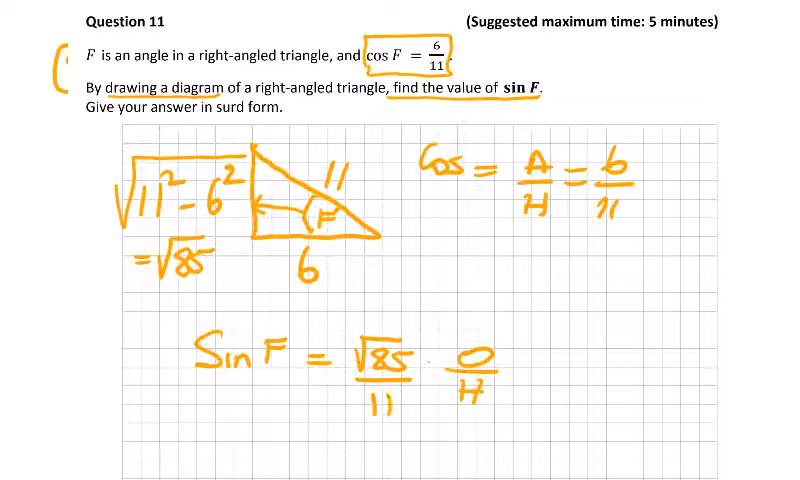 Question 11 (Suggested maximum time: 5 minutes)
F is an angle in a right-angled triangle, and cos F = 6/11.
By drawing a diagram of a right-angled triangle, find the value of sin F.
Give your answer in surd form.
√11² - 6² 11 F Cos = A/H = 6/11
= √85 6
Sin F = √85/11 O/H